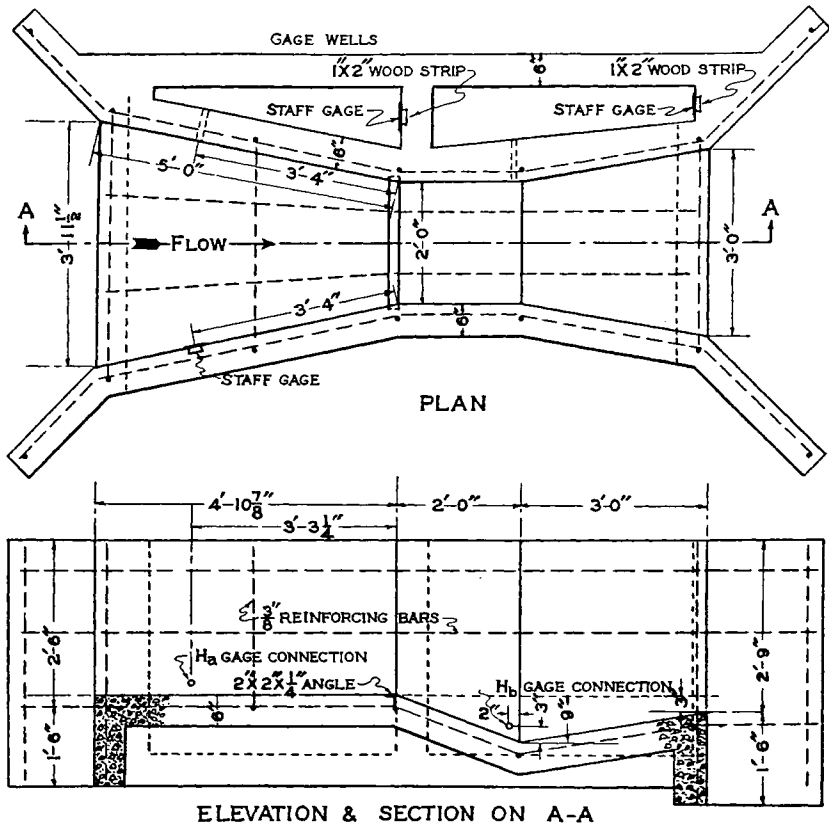 GAGE WELLS
1"X2" WOOD STRIP
1"X2" WOOD STRIP
6"
STAFF GAGE
STAFF GAGE
6"
5'-0"
3'-4"
A
A
3'-11 1/2"
FLOW
2'-0"
3'-0"
3'-4"
6"
STAFF GAGE
PLAN
4'-10 7/8"
2'-0"
3'-0"
3'-3 1/4"
3/8" REINFORCING BARS
2'-6"
2'-9"
Ha GAGE CONNECTION
2"X2"X1/4" ANGLE
Hb GAGE CONNECTION
3"
6"
2"
3"
9"
1'-6"
1'-6"
ELEVATION & SECTION ON A-A